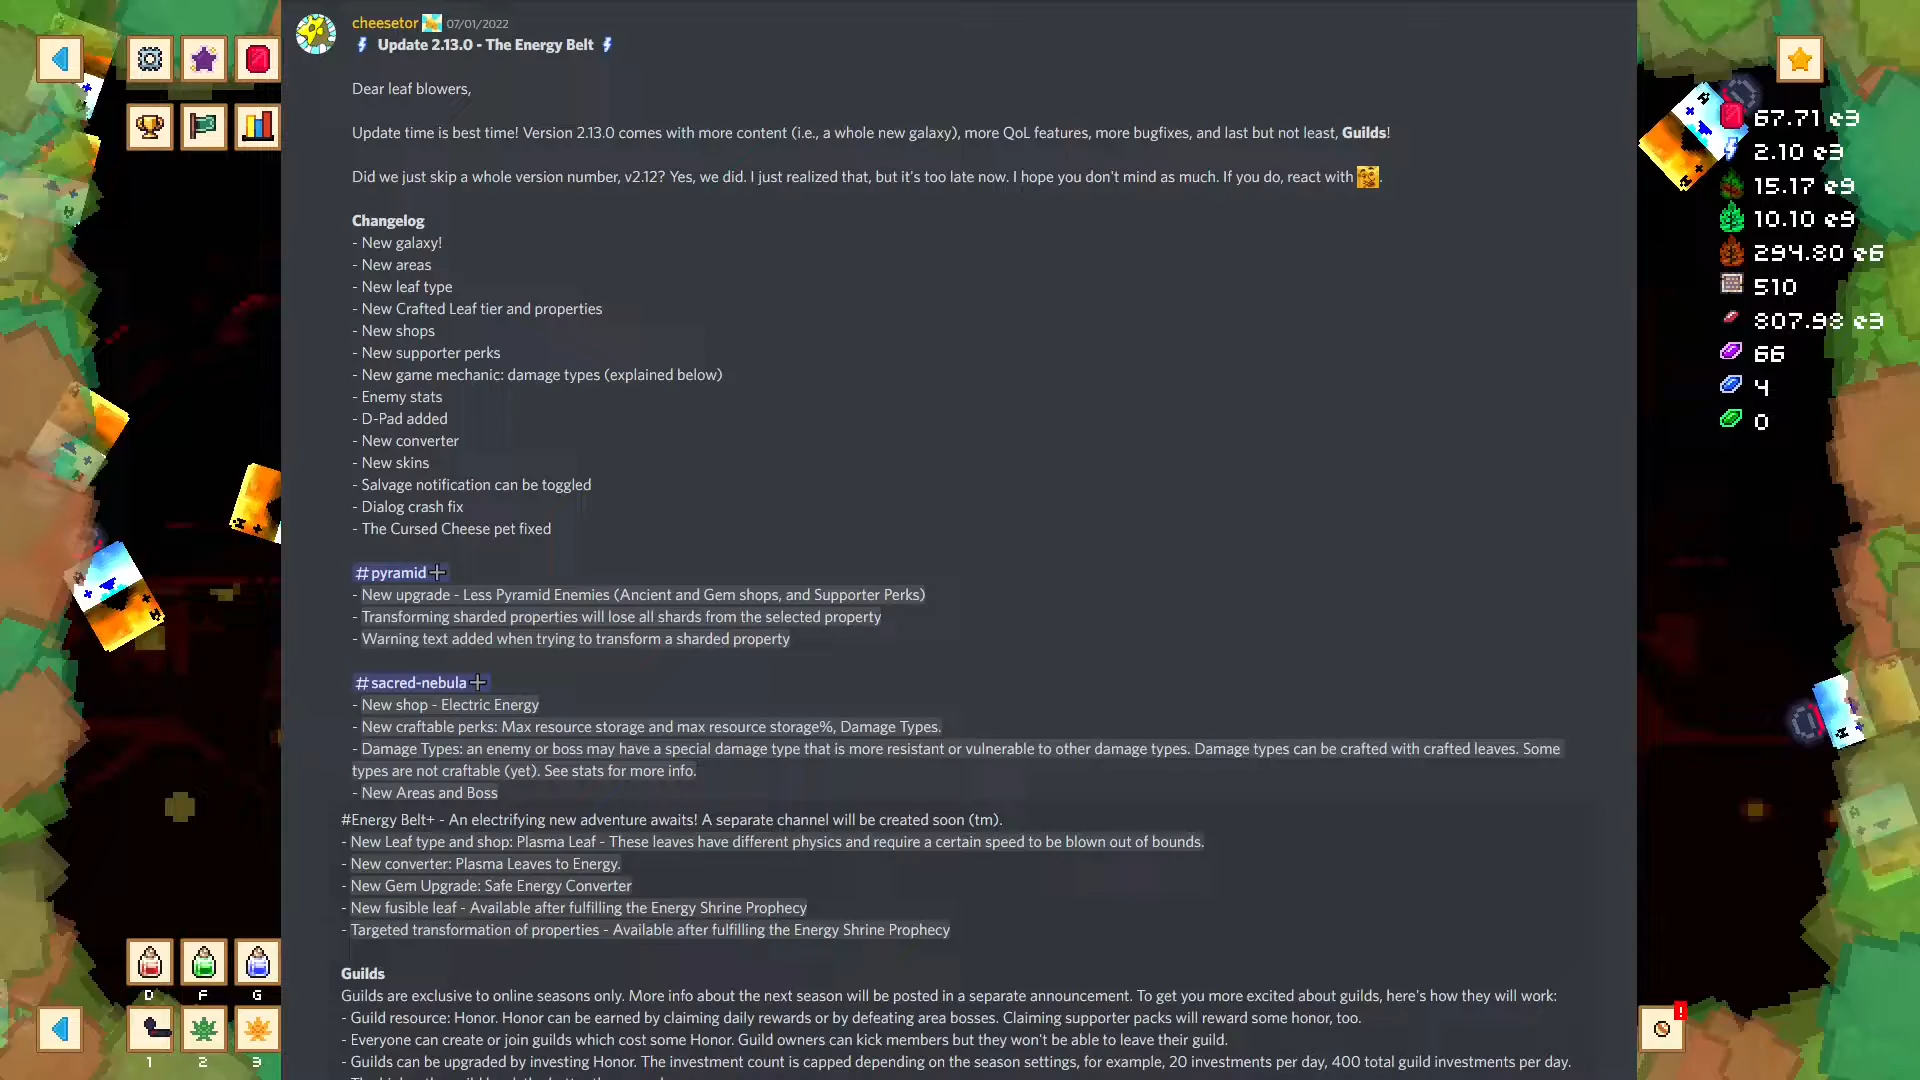 cheesetor 07/01/2022
Update 2.13.0 - The Energy Belt
Dear leaf blowers,
Update time is best time! Version 2.13.0 comes with more content (i.e., a whole new galaxy), more QoL features, more bugfixes, and last but not least, Guilds!
Did we just skip a whole version number, v2.12? Yes, we did. I just realized that, but it's too late now. I hope you don't mind as much. If you do, react with .
Changelog
- New galaxy!
- New areas
- New leaf type
- New Crafted Leaf tier and properties
- New shops
- New supporter perks
- New game mechanic: damage types (explained below)
- Enemy stats
- D-Pad added
- New converter
- New skins
- Salvage notification can be toggled
- Dialog crash fix
- The Cursed Cheese pet fixed
#pyramid+
- New upgrade - Less Pyramid Enemies (Ancient and Gem shops, and Supporter Perks)
- Transforming sharded properties will lose all shards from the selected property
- Warning text added when trying to transform a sharded property
#sacred-nebula+
- New shop - Electric Energy
- New craftable perks: Max resource storage and max resource storage%, Damage Types.
- Damage Types: an enemy or boss may have a special damage type that is more resistant or vulnerable to other damage types. Damage types can be crafted with crafted leaves. Some
types are not craftable (yet). See stats for more info.
- New Areas and Boss
#Energy Belt+ - An electrifying new adventure awaits! A separate channel will be created soon (tm).
- New Leaf type and shop: Plasma Leaf - These leaves have different physics and require a certain speed to be blown out of bounds.
- New converter: Plasma Leaves to Energy.
- New Gem Upgrade: Safe Energy Converter
- New fusible leaf - Available after fulfilling the Energy Shrine Prophecy
- Targeted transformation of properties - Available after fulfilling the Energy Shrine Prophecy
Guilds
Guilds are exclusive to online seasons only. More info about the next season will be posted in a separate announcement. To get you more excited about guilds, here's how they will work:
- Guild resource: Honor. Honor can be earned by claiming daily rewards or by defeating area bosses. Claiming supporter packs will reward some honor, too.
- Everyone can create or join guilds which cost some Honor. Guild owners can kick members but they won't be able to leave their guild.
- Guilds can be upgraded by investing Honor. The investment count is capped depending on the season settings, for example, 20 investments per day, 400 total guild investments per day.
67.71 e3
2.10 e3
15.17 e9
10.10 e9
294.80 e6
510
807.98 e3
66
4
0
D F G
1 2 3
!